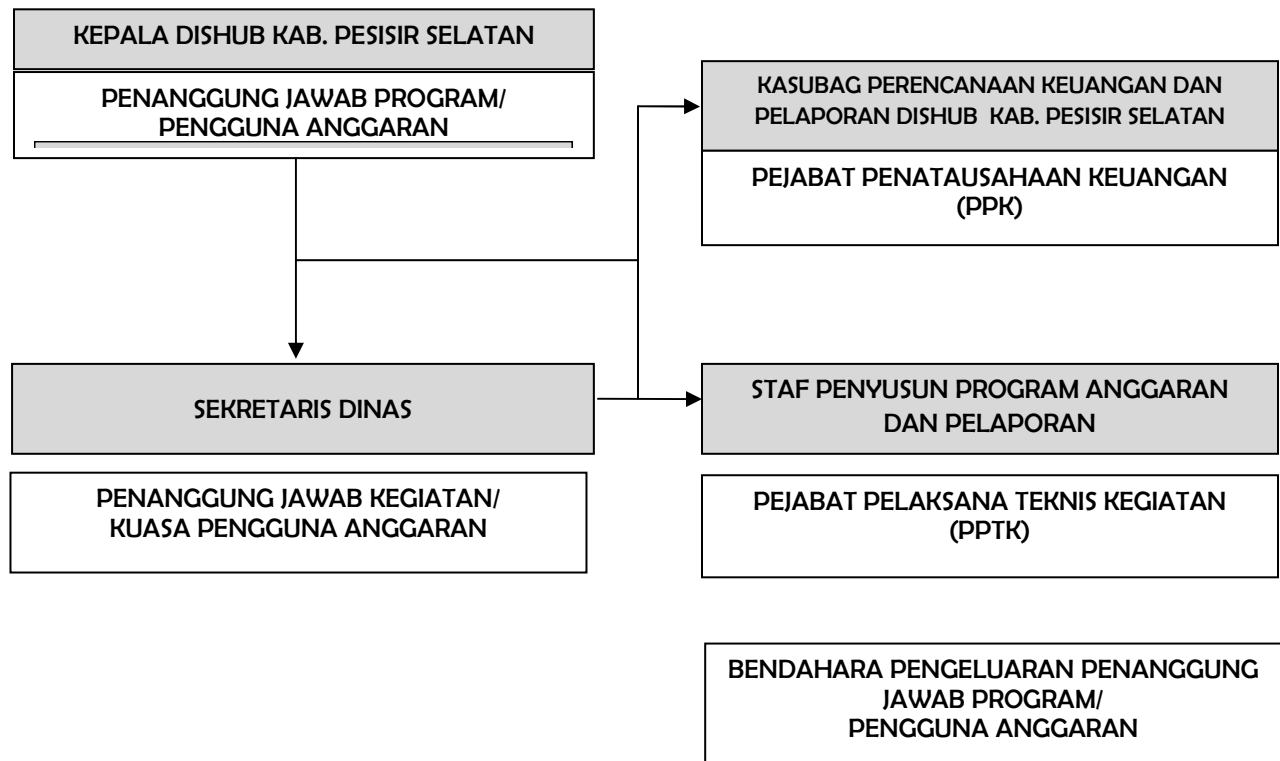 KEPALA DISHUB KAB. PESISIR SELATAN
PENANGGUNG JAWAB PROGRAM/
PENGGUNA ANGGARAN
KASUBAG PERENCANAAN KEUANGAN DAN
PELAPORAN DISHUB KAB. PESISIR SELATAN
PEJABAT PENATAUSAHAAN KEUANGAN
(PPK)
SEKRETARIS DINAS
PENANGGUNG JAWAB KEGIATAN/
KUASA PENGGUNA ANGGARAN
STAF PENYUSUN PROGRAM ANGGARAN
DAN PELAPORAN
PEJABAT PELAKSANA TEKNIS KEGIATAN
(PPTK)
BENDAHARA PENGELUARAN PENANGGUNG
JAWAB PROGRAM/
PENGGUNA ANGGARAN